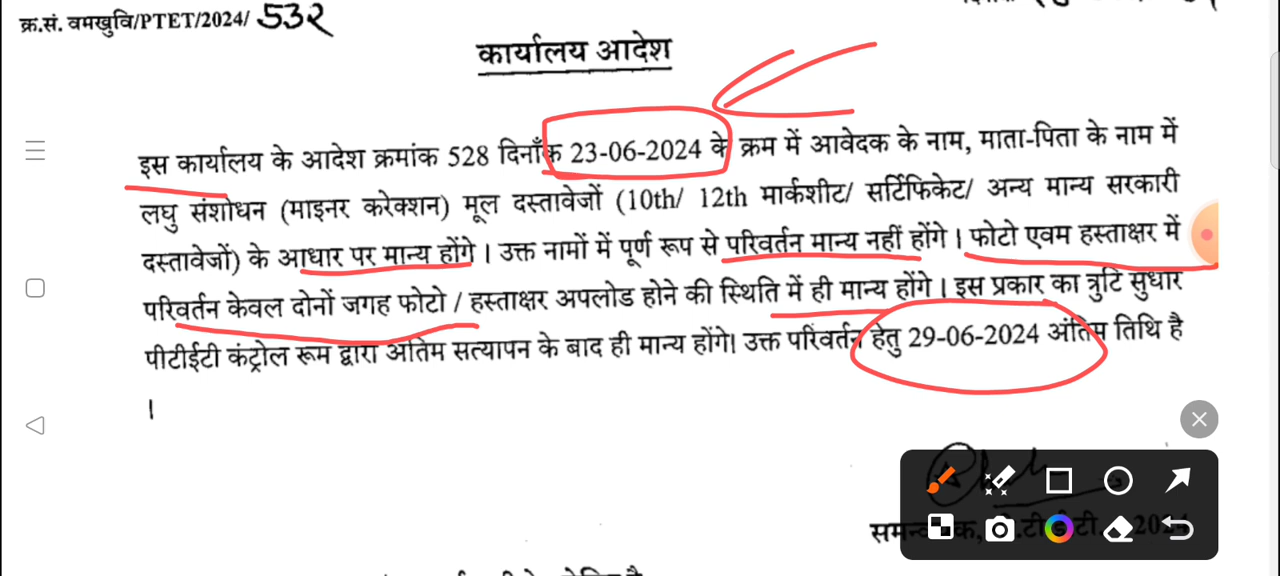 क्र.सं. वमखुवि/PTET/2024/ 532
कार्यालय आदेश
इस कार्यालय के आदेश क्रमांक 528 दिनाँक 23-06-2024 के क्रम में आवेदक के नाम, माता-पिता के नाम में
लघु संशोधन (माइनर करेक्शन) मूल दस्तावेजों (10th/ 12th मार्कशीट/ सर्टिफिकेट/ अन्य मान्य सरकारी
दस्तावेजों) के आधार पर मान्य होंगे । उक्त नामों में पूर्ण रूप से परिवर्तन मान्य नहीं होंगे । फोटो एवम हस्ताक्षर में
परिवर्तन केवल दोनों जगह फोटो / हस्ताक्षर अपलोड होने की स्थिति में ही मान्य होंगे । इस प्रकार का त्रुटि सुधार
पीटीईटी कंट्रोल रूम द्वारा अंतिम सत्यापन के बाद ही मान्य होंगे। उक्त परिवर्तन हेतु 29-06-2024 अंतिम तिथि है
।